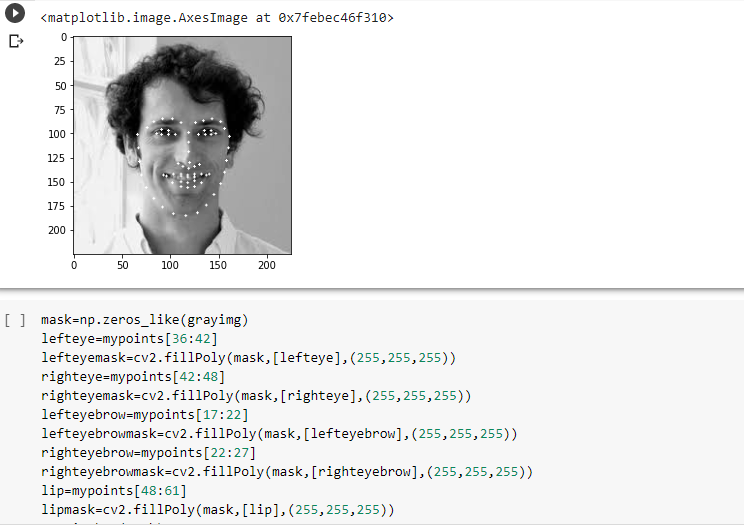 <matplotlib.image.AxesImage at 0x7febec46f310>
0
25
50
75
100
125
150
175
200
0 50 100 150 200
[ ] mask=np.zeros_like(grayimg)
lefteye=mypoints[36:42]
lefteyemask=cv2.fillPoly(mask,[lefteye],(255,255,255))
righteye=mypoints[42:48]
righteyemask=cv2.fillPoly(mask,[righteye],(255,255,255))
lefteyebrow=mypoints[17:22]
lefteyebrowmask=cv2.fillPoly(mask,[lefteyebrow],(255,255,255))
righteyebrow=mypoints[22:27]
righteyebrowmask=cv2.fillPoly(mask,[righteyebrow],(255,255,255))
lip=mypoints[48:61]
lipmask=cv2.fillPoly(mask,[lip],(255,255,255))